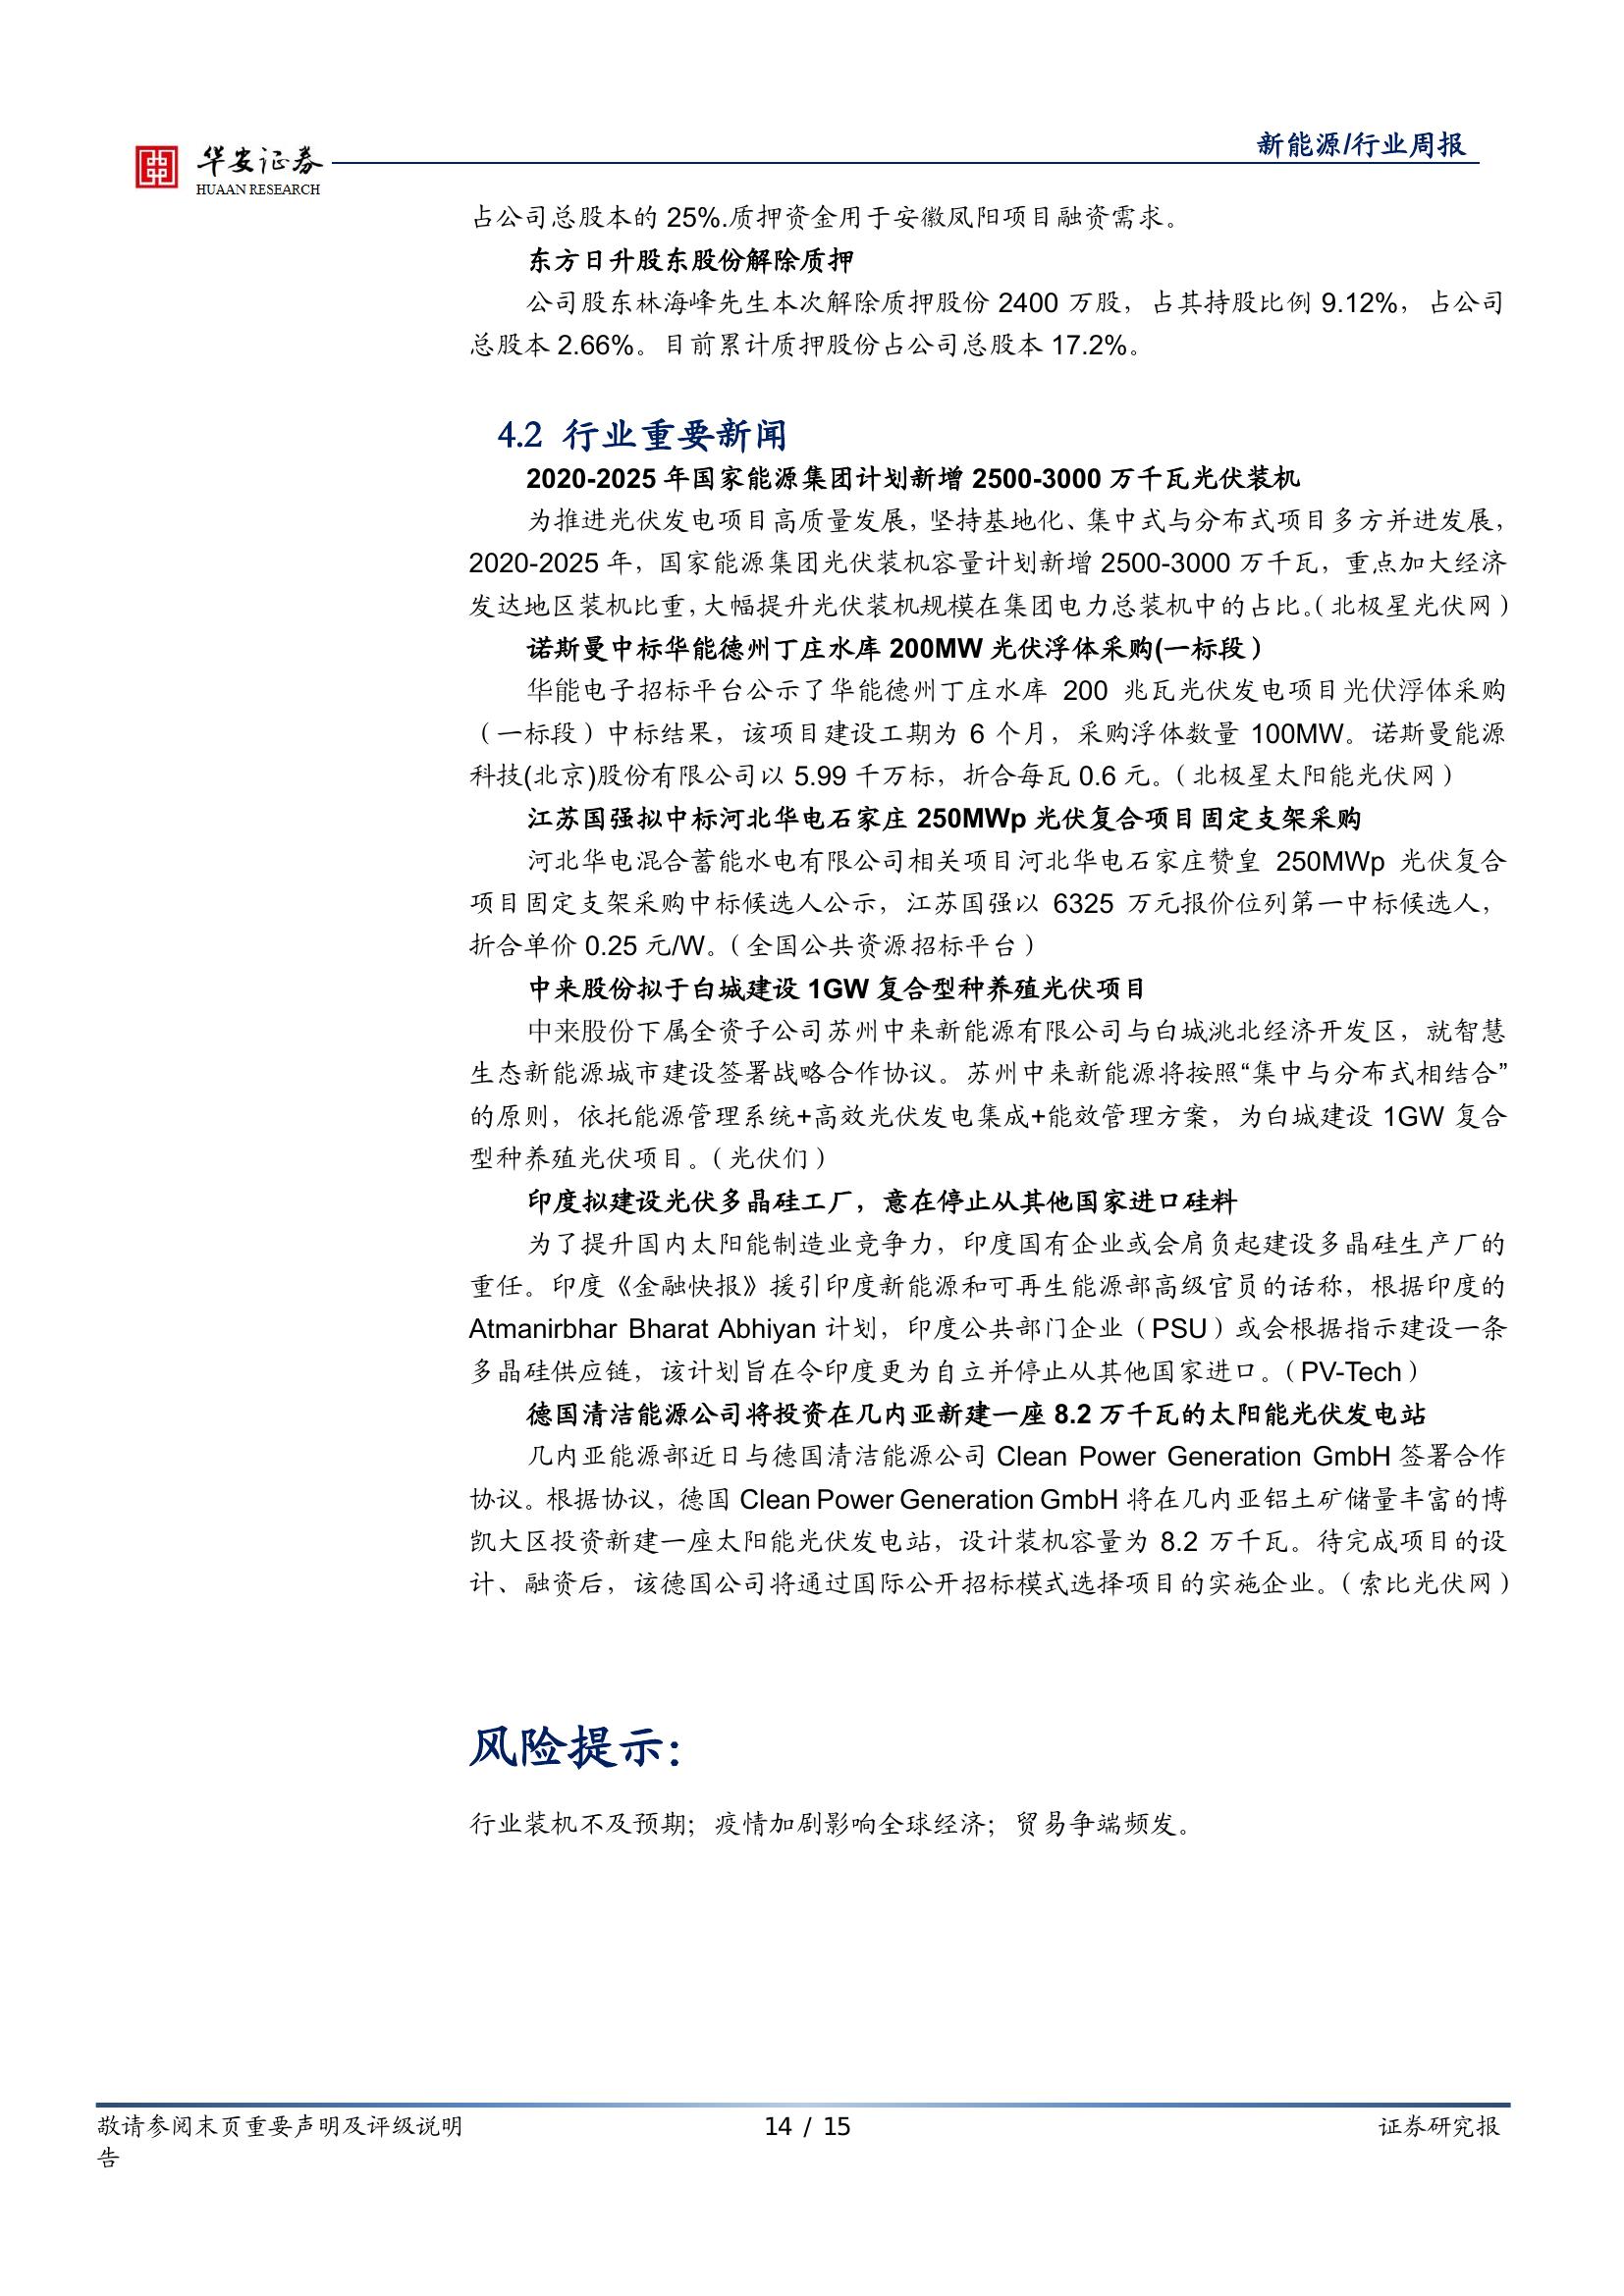 华安证券
HUAAN RESEARCH
新能源/行业周报
占公司总股本的 25%.质押资金用于安徽凤阳项目融资需求。
东方日升股东股份解除质押
公司股东林海峰先生本次解除质押股份 2400 万股，占其持股比例 9.12%，占公司
总股本 2.66%。目前累计质押股份占公司总股本 17.2%。
4.2 行业重要新闻
2020-2025 年国家能源集团计划新增 2500-3000 万千瓦光伏装机
为推进光伏发电项目高质量发展，坚持基地化、集中式与分布式项目多方并进发展，
2020-2025 年，国家能源集团光伏装机容量计划新增 2500-3000 万千瓦，重点加大经济
发达地区装机比重，大幅提升光伏装机规模在集团电力总装机中的占比。（北极星光伏网）
诺斯曼中标华能德州丁庄水库 200MW 光伏浮体采购(一标段）
华能电子招标平台公示了华能德州丁庄水库 200 兆瓦光伏发电项目光伏浮体采购
（一标段）中标结果，该项目建设工期为 6 个月，采购浮体数量 100MW。诺斯曼能源
科技(北京)股份有限公司以 5.99 千万标，折合每瓦 0.6 元。（北极星太阳能光伏网）
江苏国强拟中标河北华电石家庄 250MWp 光伏复合项目固定支架采购
河北华电混合蓄能水电有限公司相关项目河北华电石家庄赞皇 250MWp 光伏复合
项目固定支架采购中标候选人公示，江苏国强以 6325 万元报价位列第一中标候选人，
折合单价 0.25 元/W。（全国公共资源招标平台）
中来股份拟于白城建设 1GW 复合型种养殖光伏项目
中来股份下属全资子公司苏州中来新能源有限公司与白城洮北经济开发区，就智慧
生态新能源城市建设签署战略合作协议。苏州中来新能源将按照“集中与分布式相结合”
的原则，依托能源管理系统+高效光伏发电集成+能效管理方案，为白城建设 1GW 复合
型种养殖光伏项目。（光伏们）
印度拟建设光伏多晶硅工厂，意在停止从其他国家进口硅料
为了提升国内太阳能制造业竞争力，印度国有企业或会肩负起建设多晶硅生产厂的
重任。印度《金融快报》援引印度新能源和可再生能源部高级官员的话称，根据印度的
Atmanirbhar Bharat Abhiyan 计划，印度公共部门企业（PSU）或会根据指示建设一条
多晶硅供应链，该计划旨在令印度更为自立并停止从其他国家进口。（PV-Tech）
德国清洁能源公司将投资在几内亚新建一座 8.2 万千瓦的太阳能光伏发电站
几内亚能源部近日与德国清洁能源公司 Clean Power Generation GmbH 签署合作
协议。根据协议，德国 Clean Power Generation GmbH 将在几内亚铝土矿储量丰富的博
凯大区投资新建一座太阳能光伏发电站，设计装机容量为 8.2 万千瓦。待完成项目的设
计、融资后，该德国公司将通过国际公开招标模式选择项目的实施企业。（索比光伏网）
风险提示：
行业装机不及预期；疫情加剧影响全球经济；贸易争端频发。
敬请参阅末页重要声明及评级说明
14 / 15
证券研究报
告